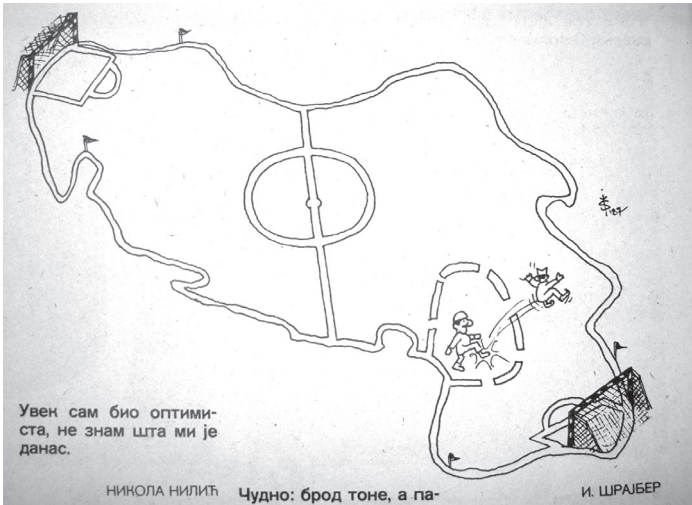 Увек сам био оптими-
ста, не знам шта ми је
данас.
НИКОЛА НИЛИЋ
Чудно: брод тоне, а па-
И. ШРАЈБЕР